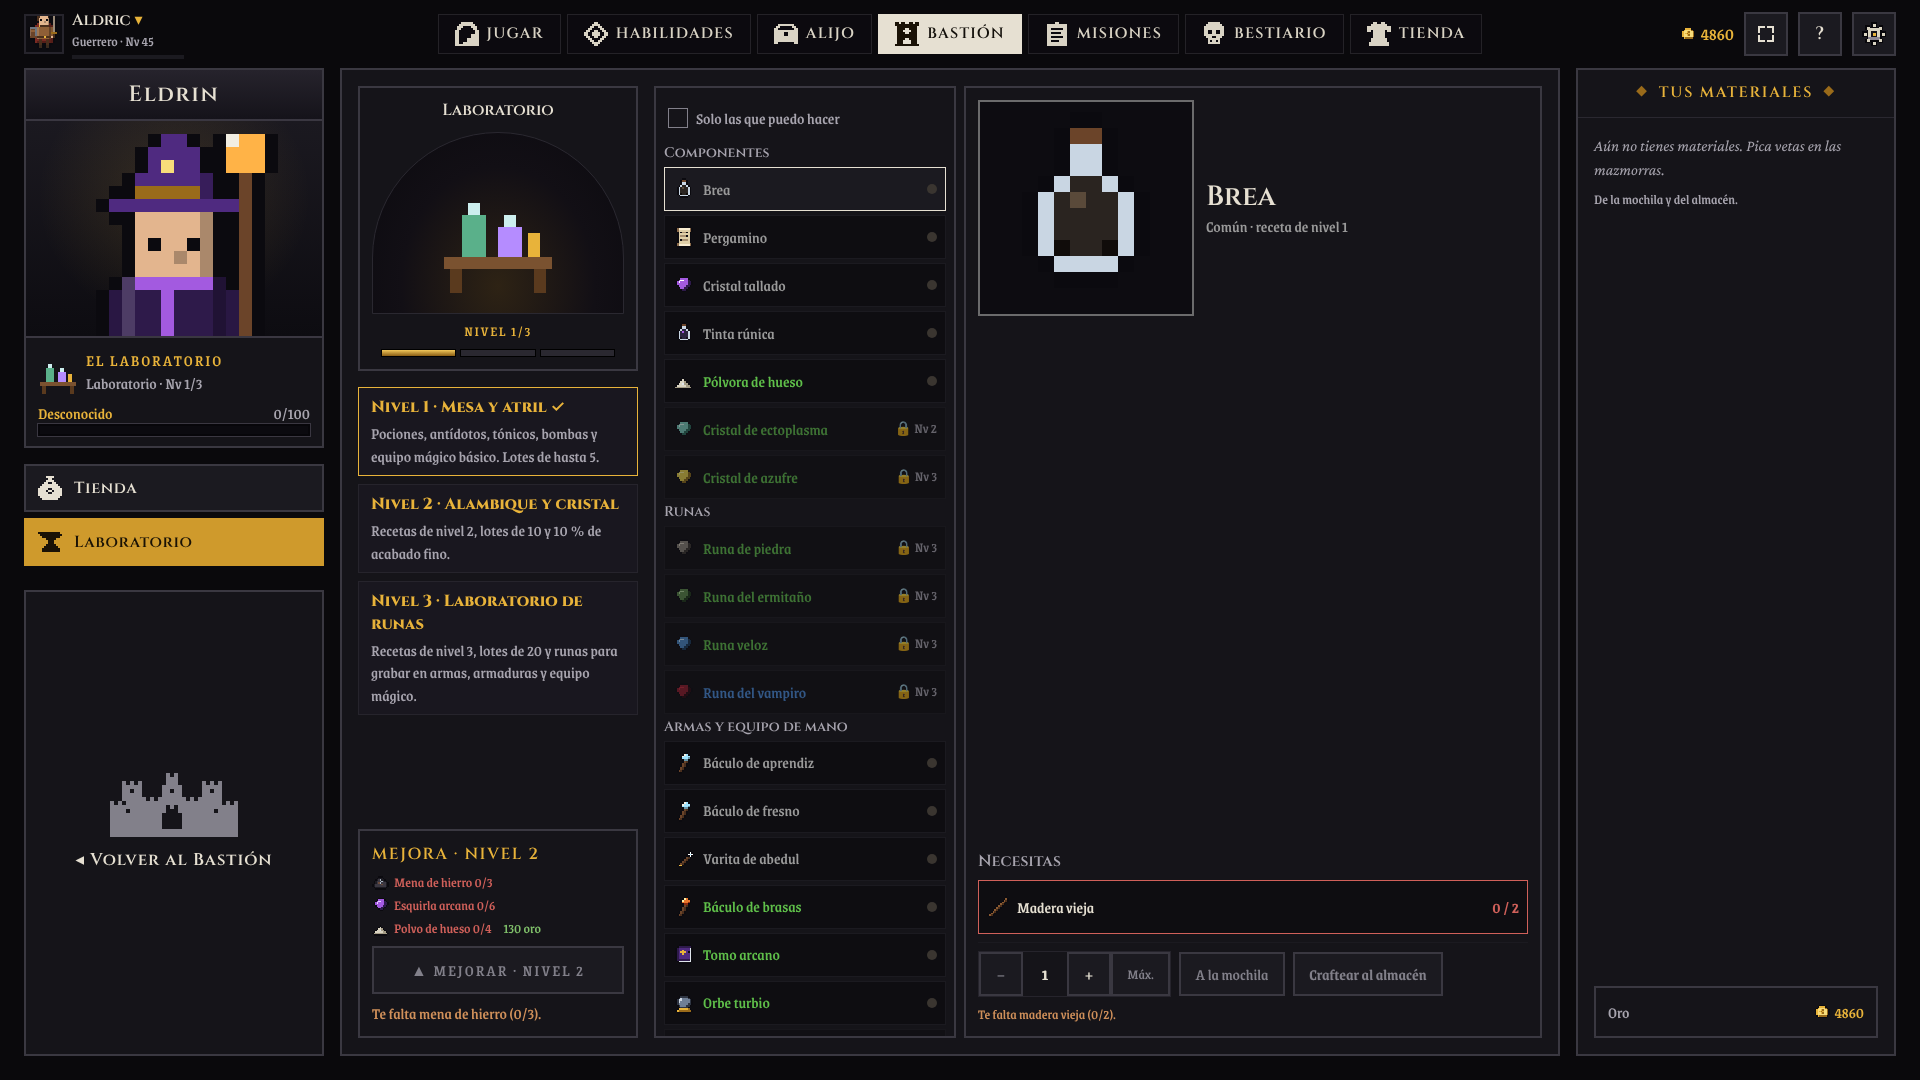 ALDRIC ▼
Guerrero · Nv 45
JUGAR
HABILIDADES
ALIJO
BASTIÓN
MISIONES
BESTIARIO
TIENDA
4860
?
ELDRIN
EL LABORATORIO
Laboratorio · Nv 1/3
Desconocido 0/100
TIENDA
LABORATORIO
◄ VOLVER AL BASTIÓN
LABORATORIO
NIVEL 1/3
NIVEL 1 · MESA Y ATRIL ✓
Pociones, antídotos, tónicos, bombas y
equipo mágico básico. Lotes de hasta 5.
NIVEL 2 · ALAMBIQUE Y CRISTAL
Recetas de nivel 2, lotes de 10 y 10 % de
acabado fino.
NIVEL 3 · LABORATORIO DE
RUNAS
Recetas de nivel 3, lotes de 20 y runas para
grabar en armas, armaduras y equipo
mágico.
MEJORA · NIVEL 2
Mena de hierro 0/3
Esquirla arcana 0/6
Polvo de hueso 0/4 130 oro
▲ MEJORAR · NIVEL 2
Te falta mena de hierro (0/3).
Solo las que puedo hacer
COMPONENTES
Brea
Pergamino
Cristal tallado
Tinta rúnica
Pólvora de hueso
Cristal de ectoplasma Nv 2
Cristal de azufre Nv 3
RUNAS
Runa de piedra Nv 3
Runa del ermitaño Nv 3
Runa veloz Nv 3
Runa del vampiro Nv 3
ARMAS Y EQUIPO DE MANO
Báculo de aprendiz
Báculo de fresno
Varita de abedul
Báculo de brasas
Tomo arcano
Orbe turbio
BREA
Común · receta de nivel 1
NECESITAS
Madera vieja 0 / 2
− 1 + Máx. A la mochila Craftear al almacén
Te falta madera vieja (0/2).
◆ TUS MATERIALES ◆
Aún no tienes materiales. Pica vetas en las
mazmorras.
De la mochila y del almacén.
Oro 4860